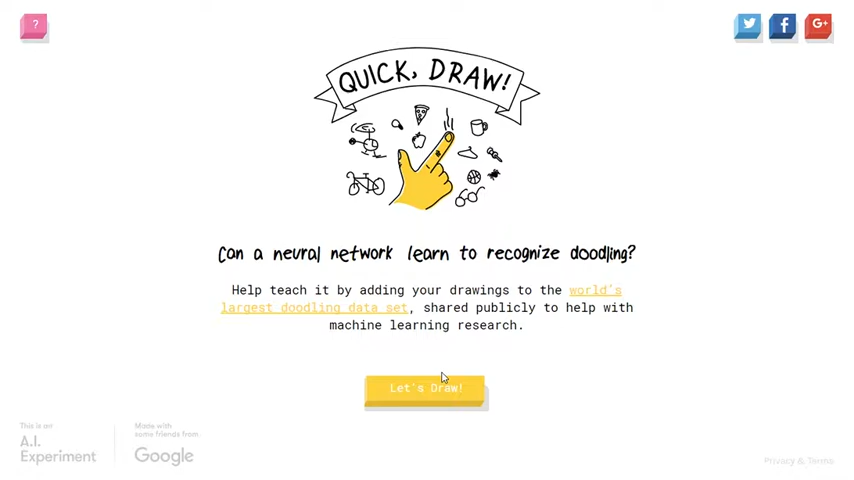 ?
G+
QUICK, DRAW!
Can a neural network learn to recognize doodling?
Help teach it by adding your drawings to the world's
largest doodling data set, shared publicly to help with
machine learning research.
Let's Draw!
This is an
A.I.
Experiment
Made with
some friends from
Google
Privacy & Terms